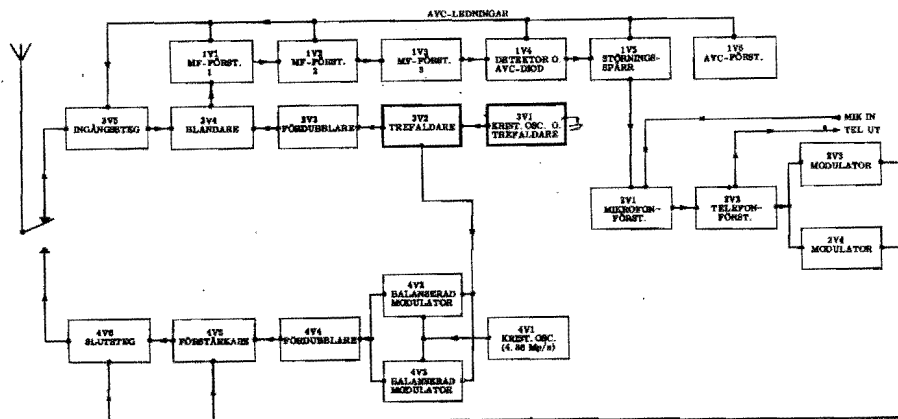 AVC-LEDNINGAR
1V1
MF-FÖRST.
1
1V2
MF-FÖRST.
2
1V3
MF-FÖRST.
3
1V4
DETEKTOR O.
AVC-DIOD
1V5
STÖRNINGS-
SPÄRR
1V6
AVC-FÖRST.
3V5
INGÅNGSSTEG
3V4
BLANDARE
3V3
FÖRDUBBLARE
3V2
TREFALDARE
3V1
KRIST. OSC. O.
TREFALDARE
MIK IN
TEL UT
2V1
MIKROFON-
FÖRST.
2V2
TELEFON-
FÖRST.
2V3
MODULATOR
2V4
MODULATOR
4V2
BALANSERAD
MODULATOR
4V6
SLUTSTEG
4V5
FÖRSTÄRKARE
4V4
FÖRDUBBLARE
4V1
KRIST. OSC.
(4.86 Mp/s)
4V3
BALANSERAD
MODULATOR